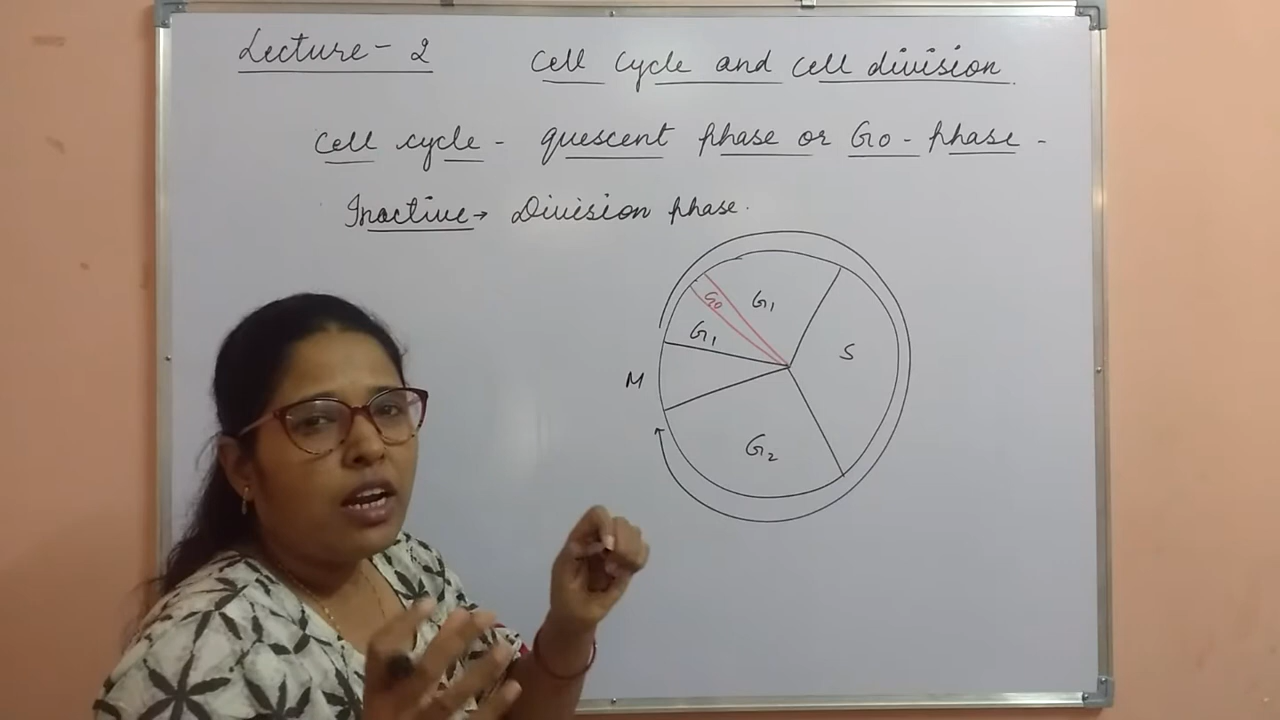 Lecture - 2
Cell Cycle and cell division
Cell cycle - quescent phase or G0 - phase -
Inactive → Division phase.
G0
G1
G1
S
M
G2